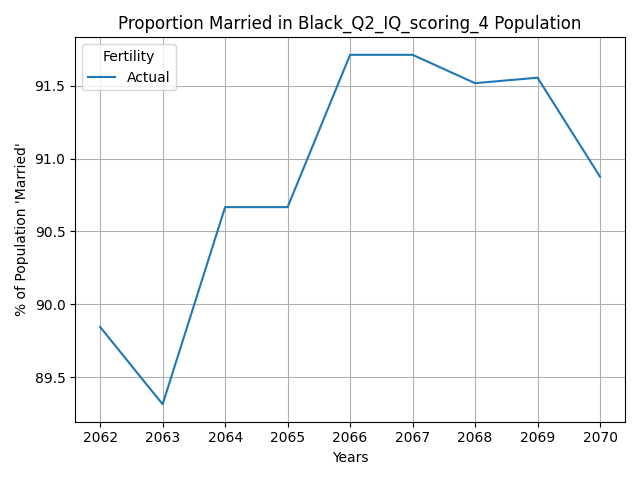 Proportion Married in Black_Q2_IQ_scoring_4 Population
Fertility
Actual
% of Population 'Married'
91.5
91.0
90.5
90.0
89.5
2062 2063 2064 2065 2066 2067 2068 2069 2070
Years